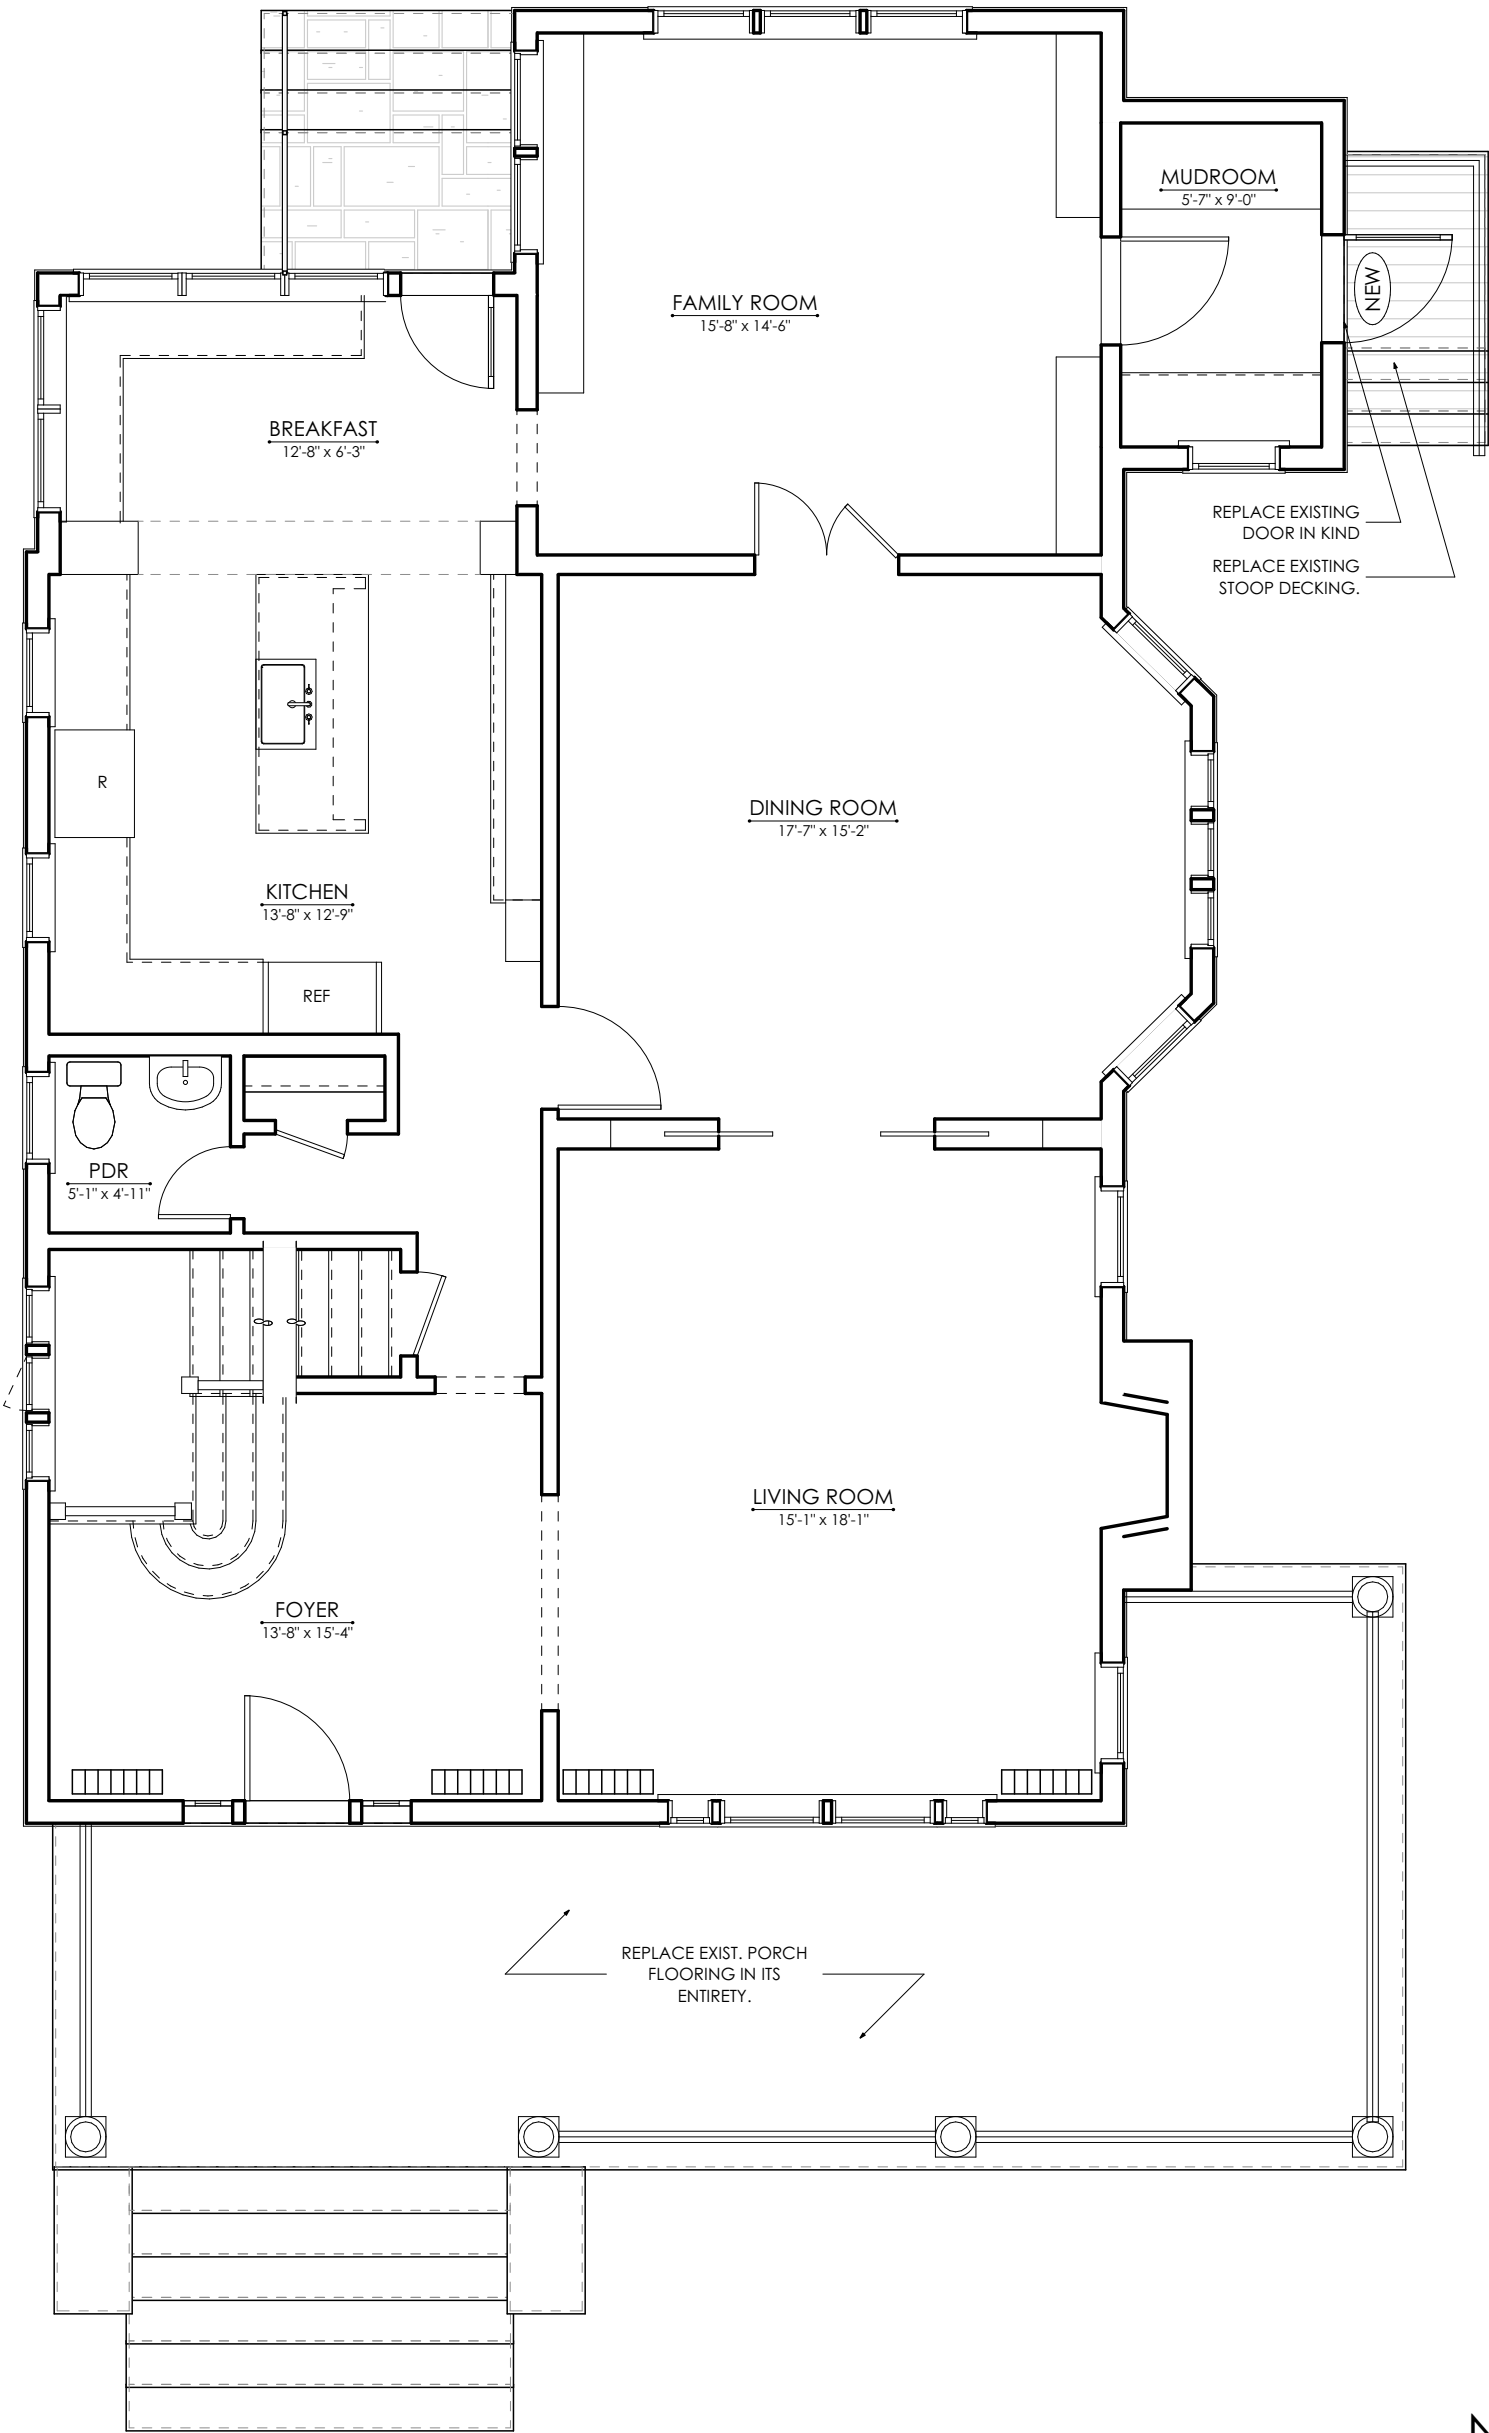 MUDROOM
5'-7" x 9'-0"
NEW
FAMILY ROOM
15'-8" x 14'-6"
BREAKFAST
12'-8" x 6'-3"
REPLACE EXISTING
DOOR IN KIND
REPLACE EXISTING
STOOP DECKING.
R
DINING ROOM
17'-7" x 15'-2"
KITCHEN
13'-8" x 12'-9"
REF
PDR
5'-1" x 4'-11"
LIVING ROOM
15'-1" x 18'-1"
FOYER
13'-8" x 15'-4"
REPLACE EXIST. PORCH
FLOORING IN ITS
ENTIRETY.